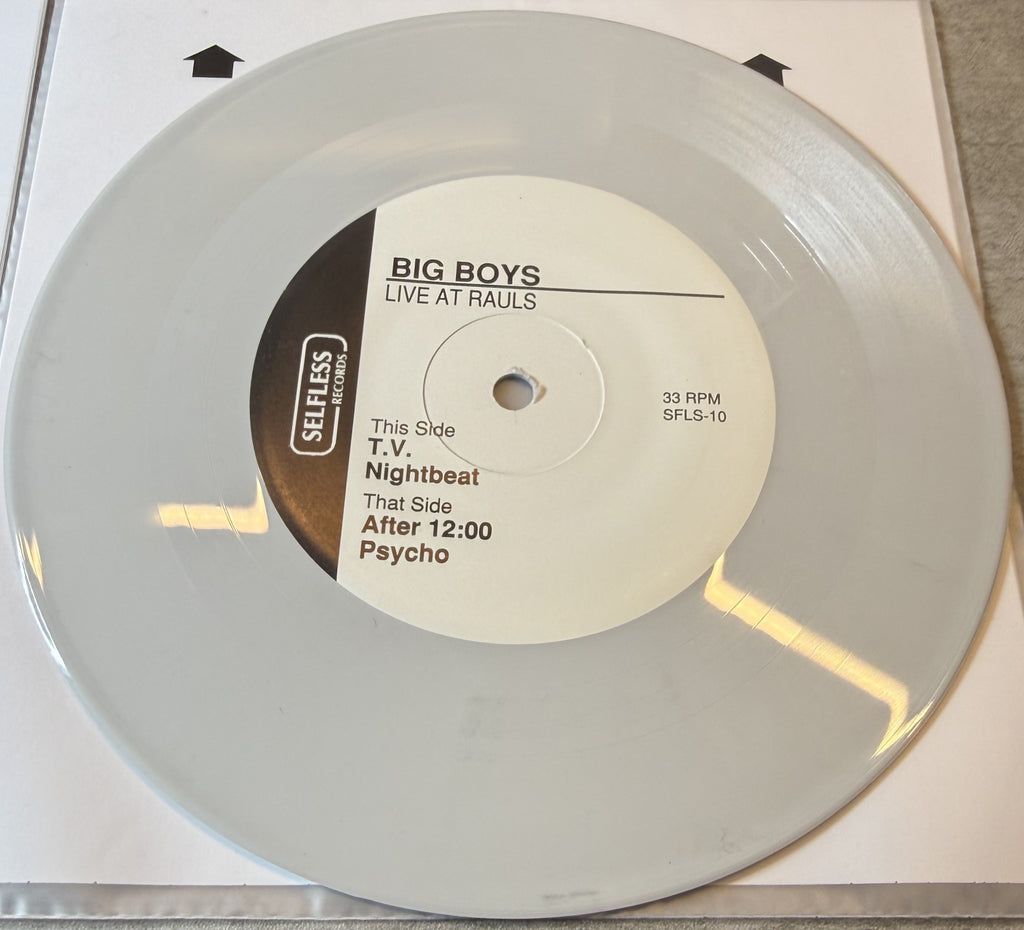 BIG BOYS
LIVE AT RAULS
SELFLESS
RECORDS
33 RPM
SFLS-10
This Side
T.V.
Nightbeat
That Side
After 12:00
Psycho